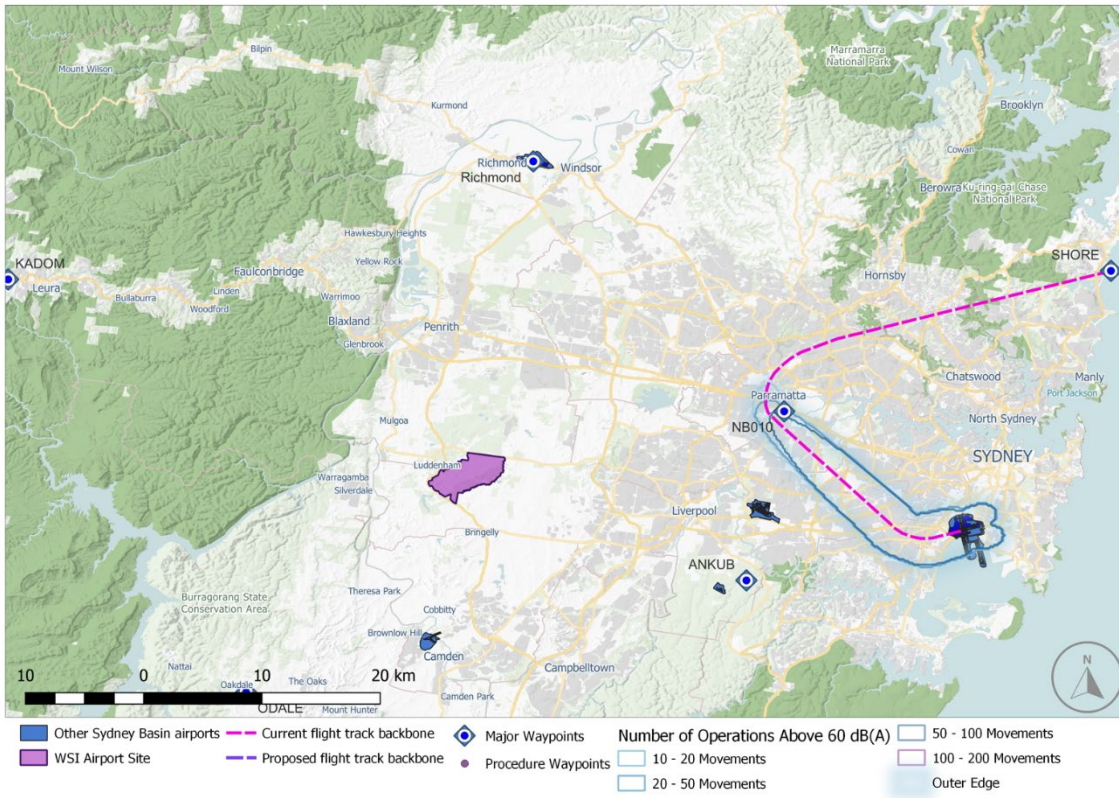 Bilpin
Mount Wilson
Marramarra
National Park
Kurmond
Brooklyn
Cowan
Richmond
Windsor
Richmond
Berowra
Ku-ring-gai Chase
National Park
Hawkesbury Heights
SHORE
KADOM
Yellow Rock
Faulconbridge
Hornsby
Leura
Linden
Bullaburra
Warrimoo
Woodford
Blaxland
Penrith
Glenbrook
Chatswood
Manly
Parramatta
Port Jackson
Mulgoa
NB010
North Sydney
SYDNEY
Luddenham
Warragamba
Silverdale
Liverpool
Bringelly
ANKUB
Theresa Park
Burragorang State
Conservation Area
Cobbitty
Brownlow Hill
Camden
Nattai
Campbelltown
N
10 0 10 20 km
Oakdale
The Oaks
Camden Park
ODALE
Mount Hunter
Other Sydney Basin airports
WSI Airport Site
Current flight track backbone
Proposed flight track backbone
Major Waypoints
Procedure Waypoints
Number of Operations Above 60 dB(A)
10 - 20 Movements
20 - 50 Movements
50 - 100 Movements
100 - 200 Movements
Outer Edge